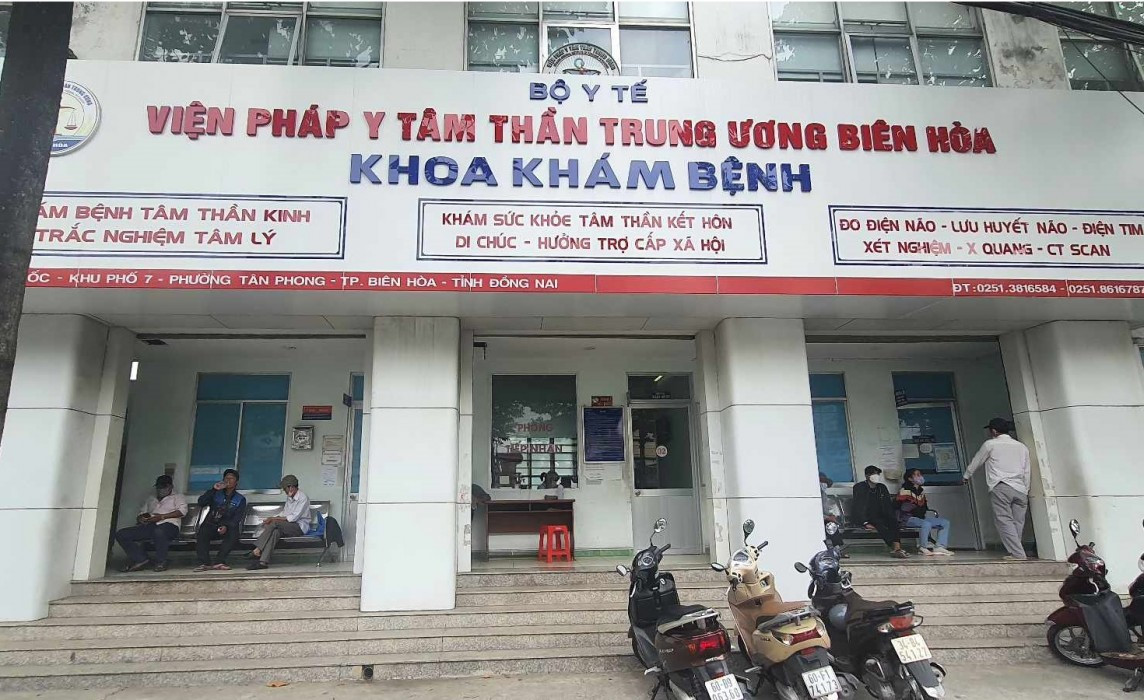 BỘ Y TẾ
VIỆN PHÁP Y TÂM THẦN TRUNG ƯƠNG BIÊN HÒA
KHOA KHÁM BỆNH
BỆNH TÂM THẦN KINH
TRẮC NGHIỆM TÂM LÝ
KHÁM SỨC KHỎE TÂM THẦN KẾT HÔN
DI CHÚC - HƯỞNG TRỢ CẤP XÃ HỘI
ĐO ĐIỆN NÃO - LƯU HUYẾT NÃO - ĐIỆN TIM
XÉT NGHIỆM - X QUANG - CT SCAN
- KHU PHỐ 7 - PHƯỜNG TÂN PHONG - TP. BIÊN HÒA - TỈNH ĐỒNG NAI
ĐT: 0251.3816584 - 0251.8616787
PHÒNG
TIẾP NHẬN